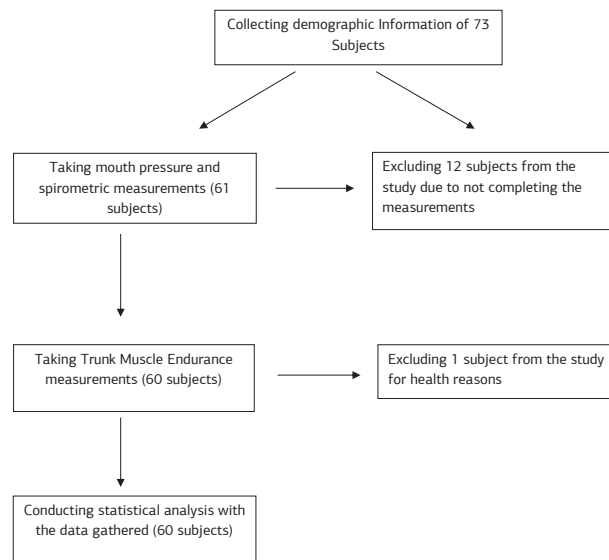 Collecting demographic Information of 73
Subjects
Taking mouth pressure and
spirometric measurements (61
subjects)
Excluding 12 subjects from the
study due to not completing the
measurements
Taking Trunk Muscle Endurance
measurements (60 subjects)
Excluding 1 subject from the study
for health reasons
Conducting statistical analysis with
the data gathered (60 subjects)